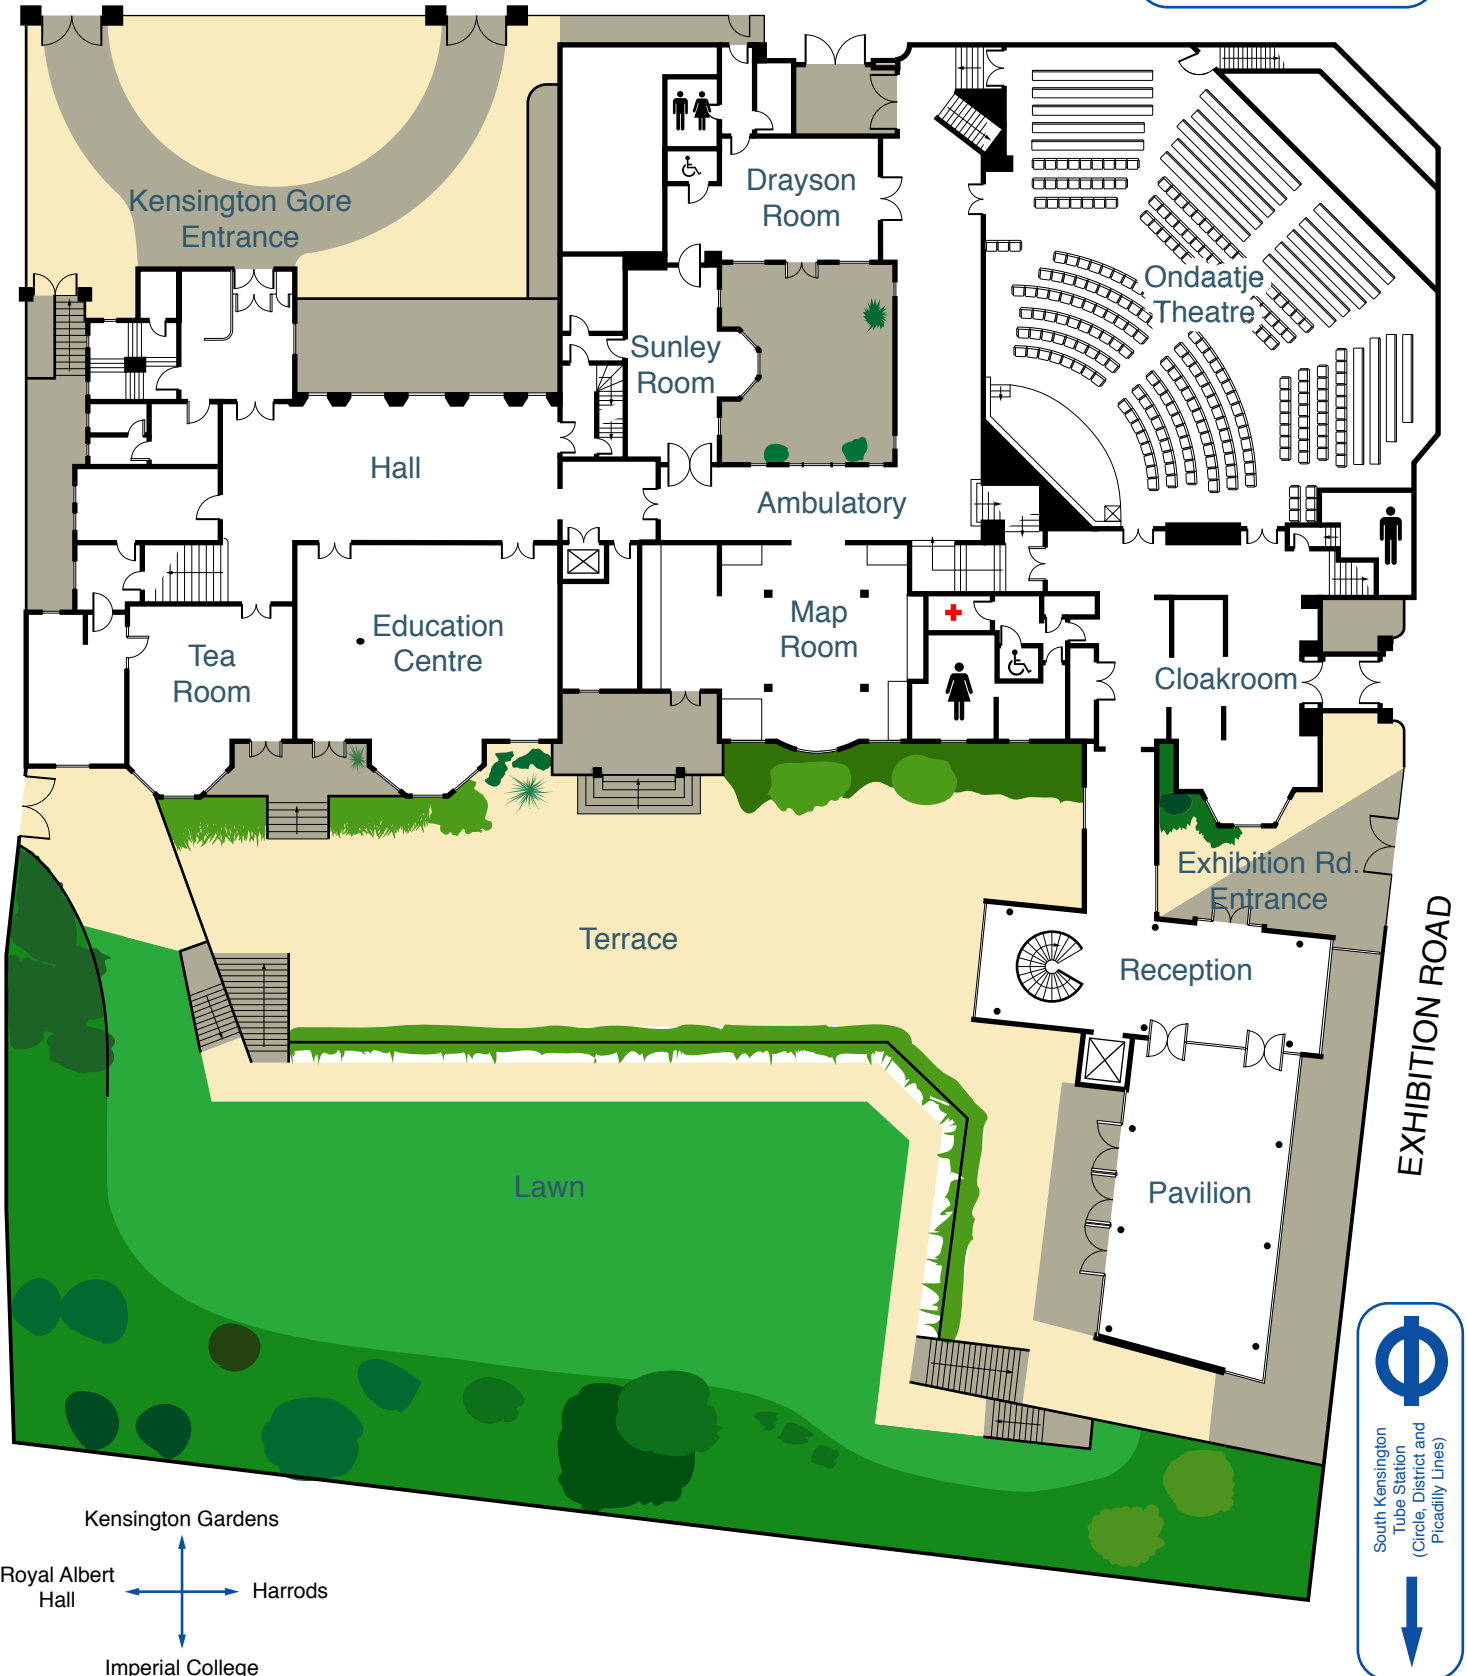 Kensington Gore
Entrance
Drayson
Room
Ondaatje
Theatre
Sunley
Room
Hall
Ambulatory
Tea
Room
Education
Centre
Map
Room
Cloakroom
Exhibition Rd.
Entrance
Terrace
Reception
EXHIBITION ROAD
Lawn
Pavilion
South Kensington
Tube Station
(Circle, District and
Picadilly Lines)
Kensington Gardens
Royal Albert
Hall
Harrods
Imperial College